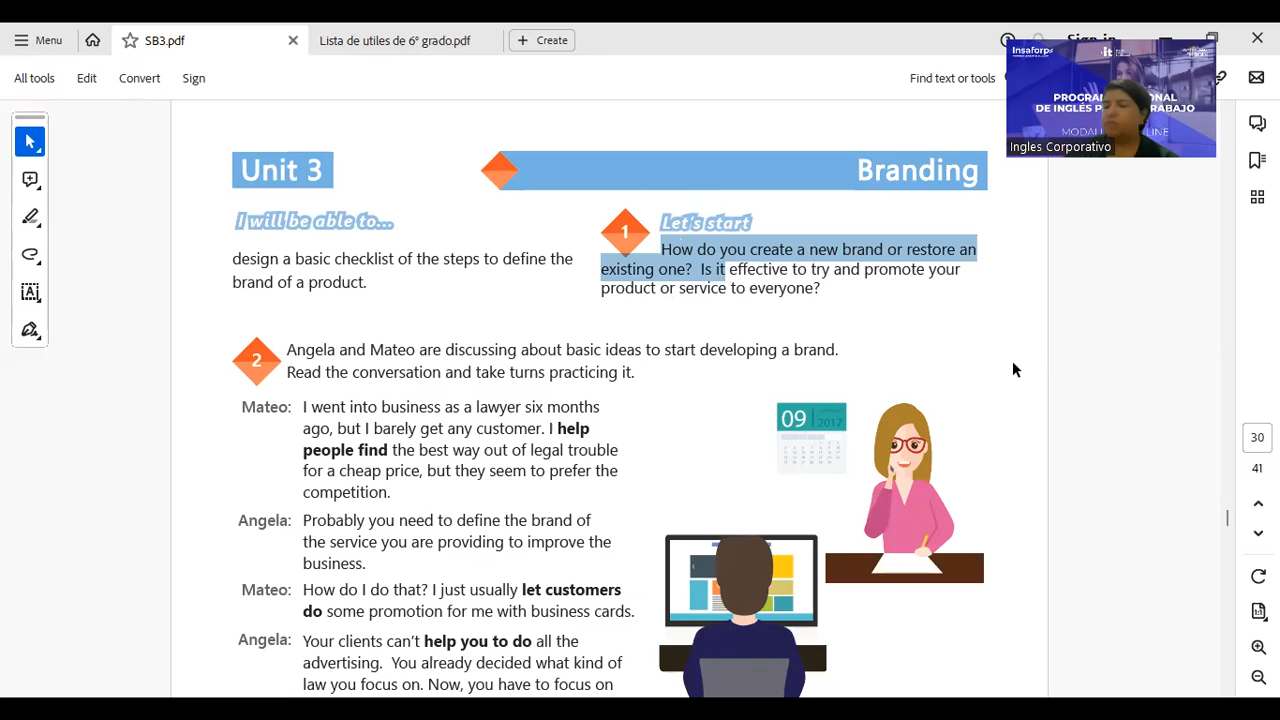 Menu
SB3.pdf
Lista de utiles de 6° grado.pdf
Create
Sign in
All tools
Edit
Convert
Sign
Find text or tools
Insaforp
DE INGLÉS
MODAL
Ingles Corporativo
Unit 3
Branding
I will be able to...
design a basic checklist of the steps to define the
brand of a product.
1
Let's start
How do you create a new brand or restore an
existing one? Is it effective to try and promote your
product or service to everyone?
2
Angela and Mateo are discussing about basic ideas to start developing a brand.
Read the conversation and take turns practicing it.
Mateo: I went into business as a lawyer six months
ago, but I barely get any customer. I help
people find the best way out of legal trouble
for a cheap price, but they seem to prefer the
competition.
Angela: Probably you need to define the brand of
the service you are providing to improve the
business.
Mateo: How do I do that? I just usually let customers
do some promotion for me with business cards.
Angela: Your clients can't help you to do all the
advertising. You already decided what kind of
law you focus on. Now, you have to focus on
09
2017
30
41